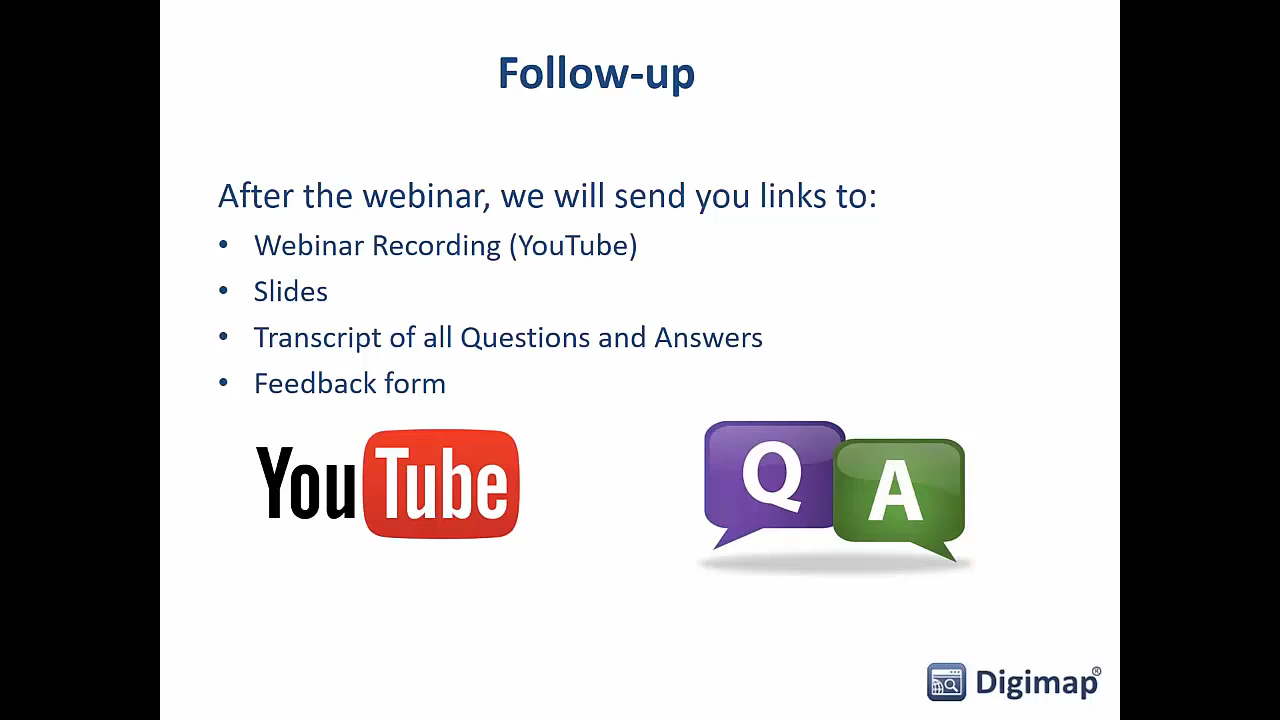 Follow-up
After the webinar, we will send you links to:
• Webinar Recording (YouTube)
• Slides
• Transcript of all Questions and Answers
• Feedback form
YouTube
Q A
Digimap®